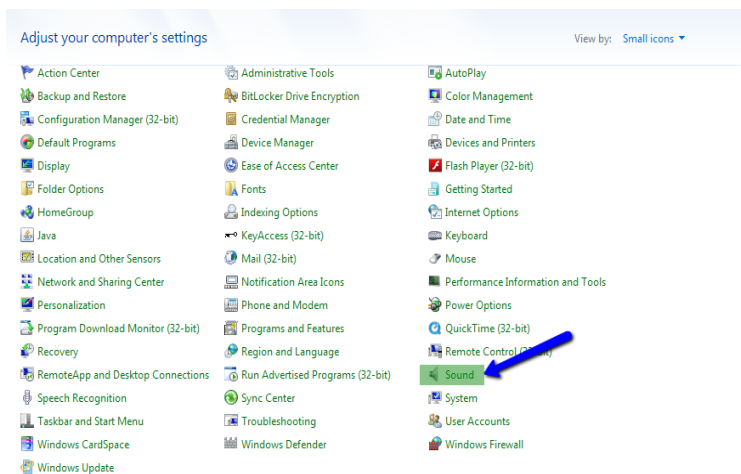 Adjust your computer's settings
View by: Small icons
Action Center Administrative Tools AutoPlay
Backup and Restore BitLocker Drive Encryption Color Management
Configuration Manager (32-bit) Credential Manager Date and Time
Default Programs Device Manager Devices and Printers
Display Ease of Access Center Flash Player (32-bit)
Folder Options Fonts Getting Started
HomeGroup Indexing Options Internet Options
Java KeyAccess (32-bit) Keyboard
Location and Other Sensors Mail (32-bit) Mouse
Network and Sharing Center Notification Area Icons Performance Information and Tools
Personalization Phone and Modem Power Options
Program Download Monitor (32-bit) Programs and Features QuickTime (32-bit)
Recovery Region and Language Remote Control
RemoteApp and Desktop Connections Run Advertised Programs (32-bit) Sound
Speech Recognition Sync Center System
Taskbar and Start Menu Troubleshooting User Accounts
Windows CardSpace Windows Defender Windows Firewall
Windows Update